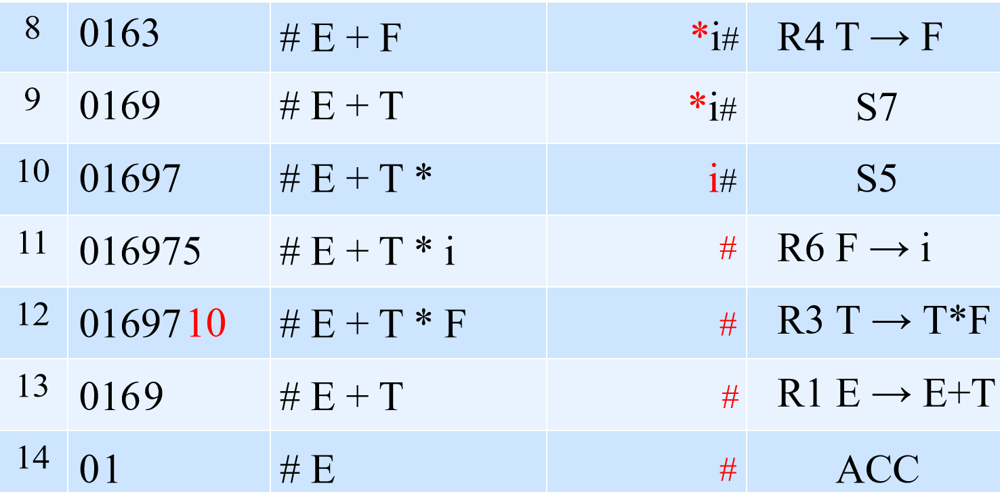 8 0163 # E + F *i# R4 T → F
9 0169 # E + T *i# S7
10 01697 # E + T * i# S5
11 016975 # E + T * i # R6 F → i
12 0169710 # E + T * F # R3 T → T*F
13 0169 # E + T # R1 E → E+T
14 01 # E # ACC